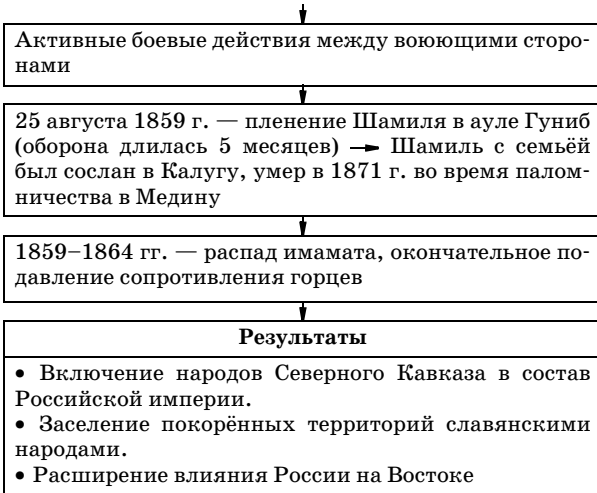 Активные боевые действия между воюющими сторо-
нами
25 августа 1859 г. — пленение Шамиля в ауле Гуниб
(оборона длилась 5 месяцев) → Шамиль с семьёй
был сослан в Калугу, умер в 1871 г. во время палом-
ничества в Медину
1859–1864 гг. — распад имамата, окончательное по-
давление сопротивления горцев
Результаты
• Включение народов Северного Кавказа в состав
Российской империи.
• Заселение покорённых территорий славянскими
народами.
• Расширение влияния России на Востоке